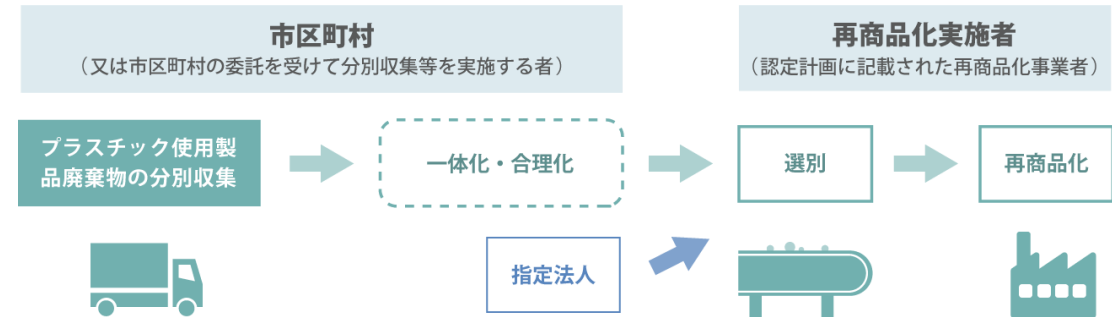 市区町村
（又は市区町村の委託を受けて分別収集等を実施する者）
再商品化実施者
（認定計画に記載された再商品化事業者）
プラスチック使用製
品廃棄物の分別収集
一体化・合理化
選別
再商品化
指定法人